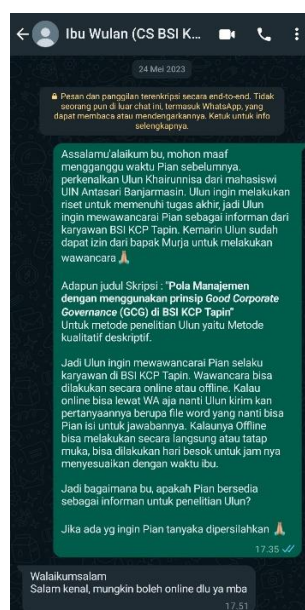 Ibu Wulan (CS BSI K...
24 Mei 2023
Pesan dan panggilan terenkripsi secara end-to-end. Tidak
seorang pun di luar chat ini, termasuk WhatsApp, yang
dapat membaca atau mendengarkannya. Ketuk untuk info
selengkapnya.
Assalamu'alaikum bu, mohon maaf
mengganggu waktu Pian sebelumnya.
perkenalkan Ulun Khairunnisa dari mahasiswi
UIN Antasari Banjarmasin. Ulun ingin melakukan
riset untuk memenuhi tugas akhir, jadi Ulun
ingin mewawancarai Pian sebagai informan dari
karyawan BSI KCP Tapin. Kemarin Ulun sudah
dapat izin dari bapak Murja untuk melakukan
wawancara 🙏🏼
Adapun judul Skripsi : "Pola Manajemen
dengan menggunakan prinsip Good Corporate
Governance (GCG) di BSI KCP Tapin"
Untuk metode penelitian Ulun yaitu Metode
kualitatif deskriptif.
Jadi Ulun ingin mewawancarai Pian selaku
karyawan di BSI KCP Tapin. Wawancara bisa
dilakukan secara online atau offline. Kalau
online bisa lewat WA aja nanti Ulun kirim kan
pertanyaannya berupa file word yang nanti bisa
Pian isi untuk jawabannya. Kalaunya Offline
bisa melakukan secara langsung atau tatap
muka, bisa dilakukan hari besok untuk jam nya
menyesuaikan dengan waktu ibu.
Jadi bagaimana bu, apakah Pian bersedia
sebagai informan untuk penelitian Ulun?
Jika ada yg ingin Pian tanyaka dipersilahkan 🙏🏼
17.35
Walaikumsalam
Salam kenal, mungkin boleh online dlu ya mba
17.51